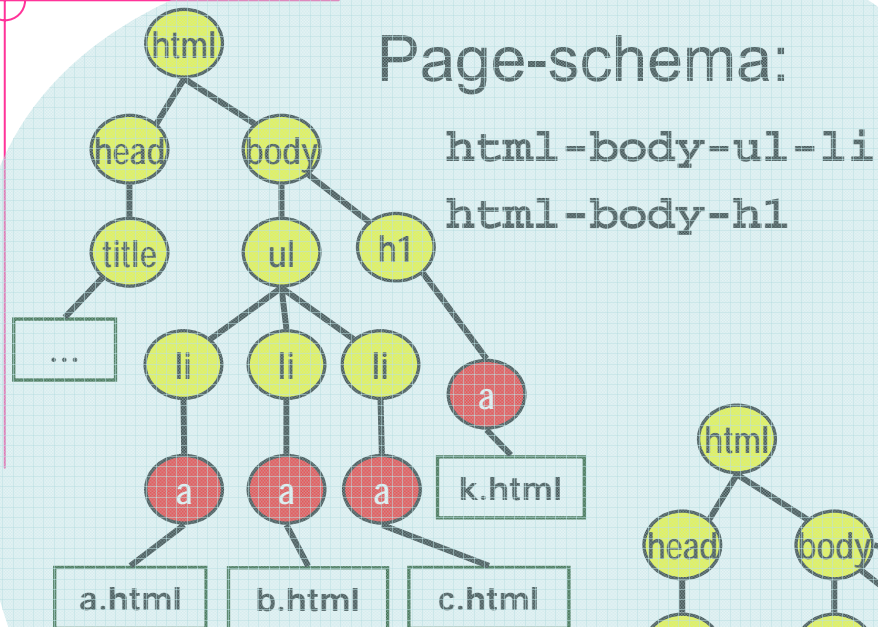 Page-schema:
html-body-ul-li
html-body-h1
html
head
body
title
ul
h1
...
li
li
li
a
a
a
a
k.html
a.html
b.html
c.html
html
head
body